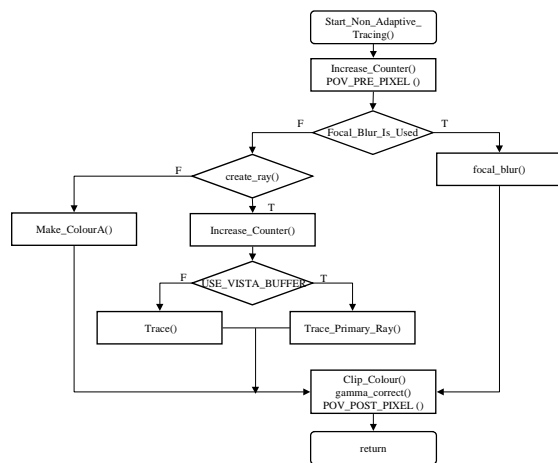 Start_Non_Adaptive_
Tracing()
Increase_Counter()
POV_PRE_PIXEL ()
F
Focal_Blur_Is_Used
T
F
create_ray()
focal_blur()
T
Make_ColourA()
Increase_Counter()
F
USE_VISTA_BUFFER
T
Trace()
Trace_Primary_Ray()
Clip_Colour()
gamma_correct()
POV_POST_PIXEL ()
return